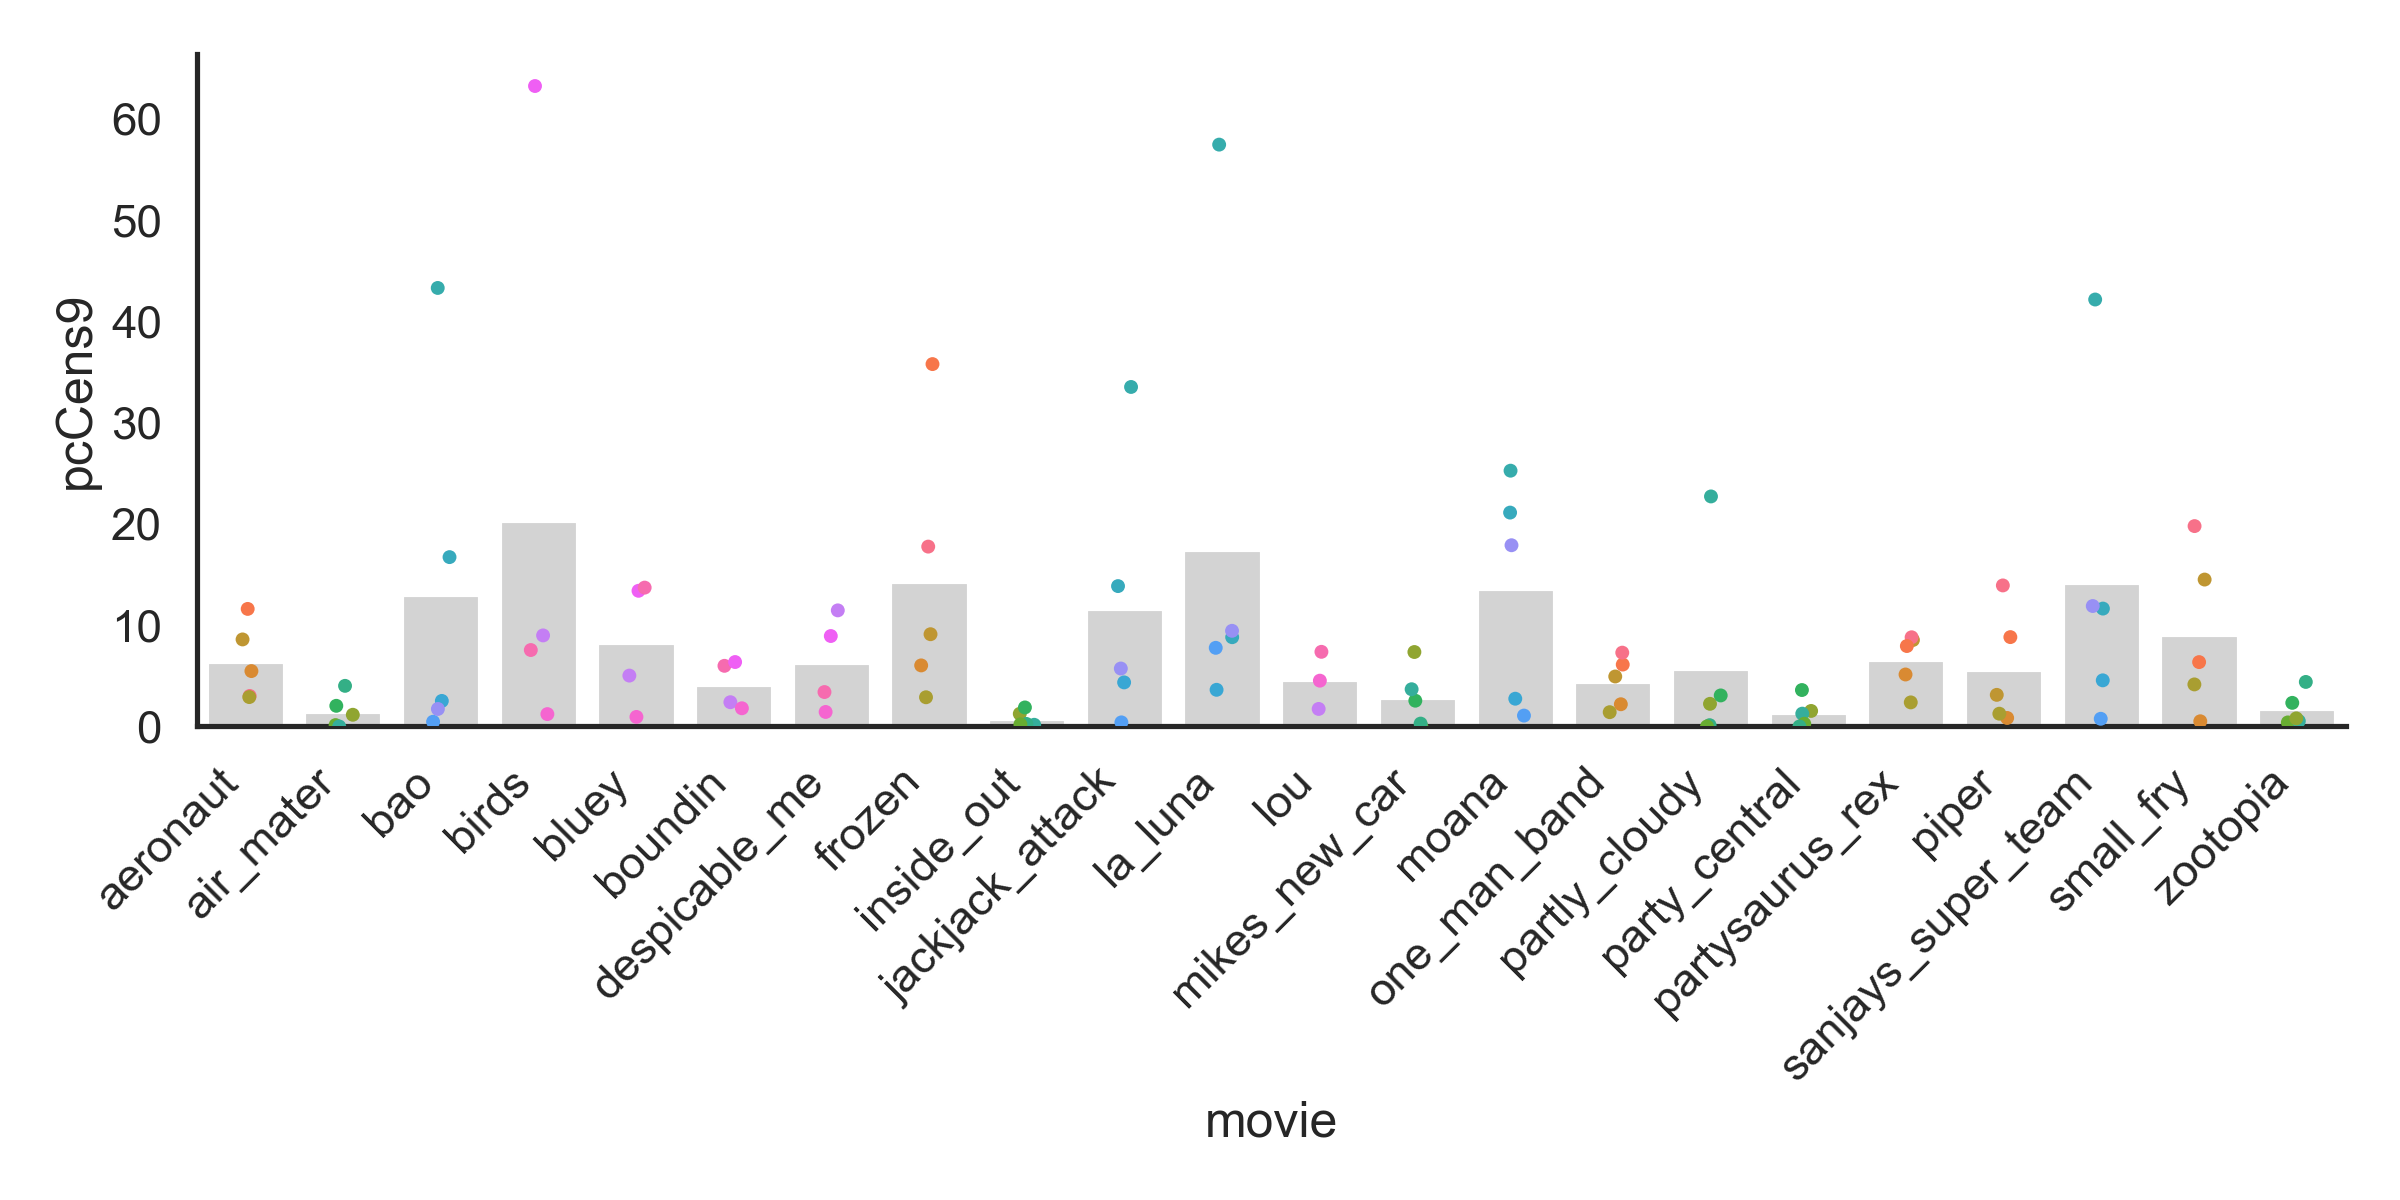 pcCens9
60
50
40
30
20
10
0
aeronaut
air_mater
bao
birds
bluey
boundin
despicable_me
frozen
inside_out
jackjack_attack
la_luna
lou
mikes_new_car
moana
one_man_band
partly_cloudy
party_central
partysaurus_rex
piper
sanjays_super_team
small_fry
zootopia
movie